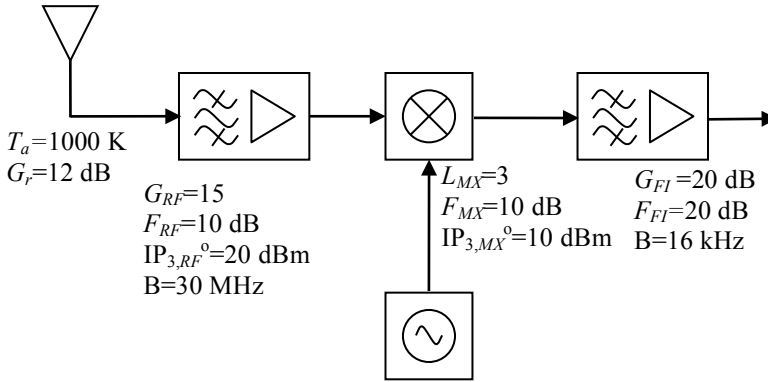 Ta=1000 K
Gr=12 dB
GRF=15
FRF=10 dB
IP3,RFº=20 dBm
B=30 MHz
LMX=3
FMX=10 dB
IP3,MXº=10 dBm
GFI =20 dB
FFI=20 dB
B=16 kHz